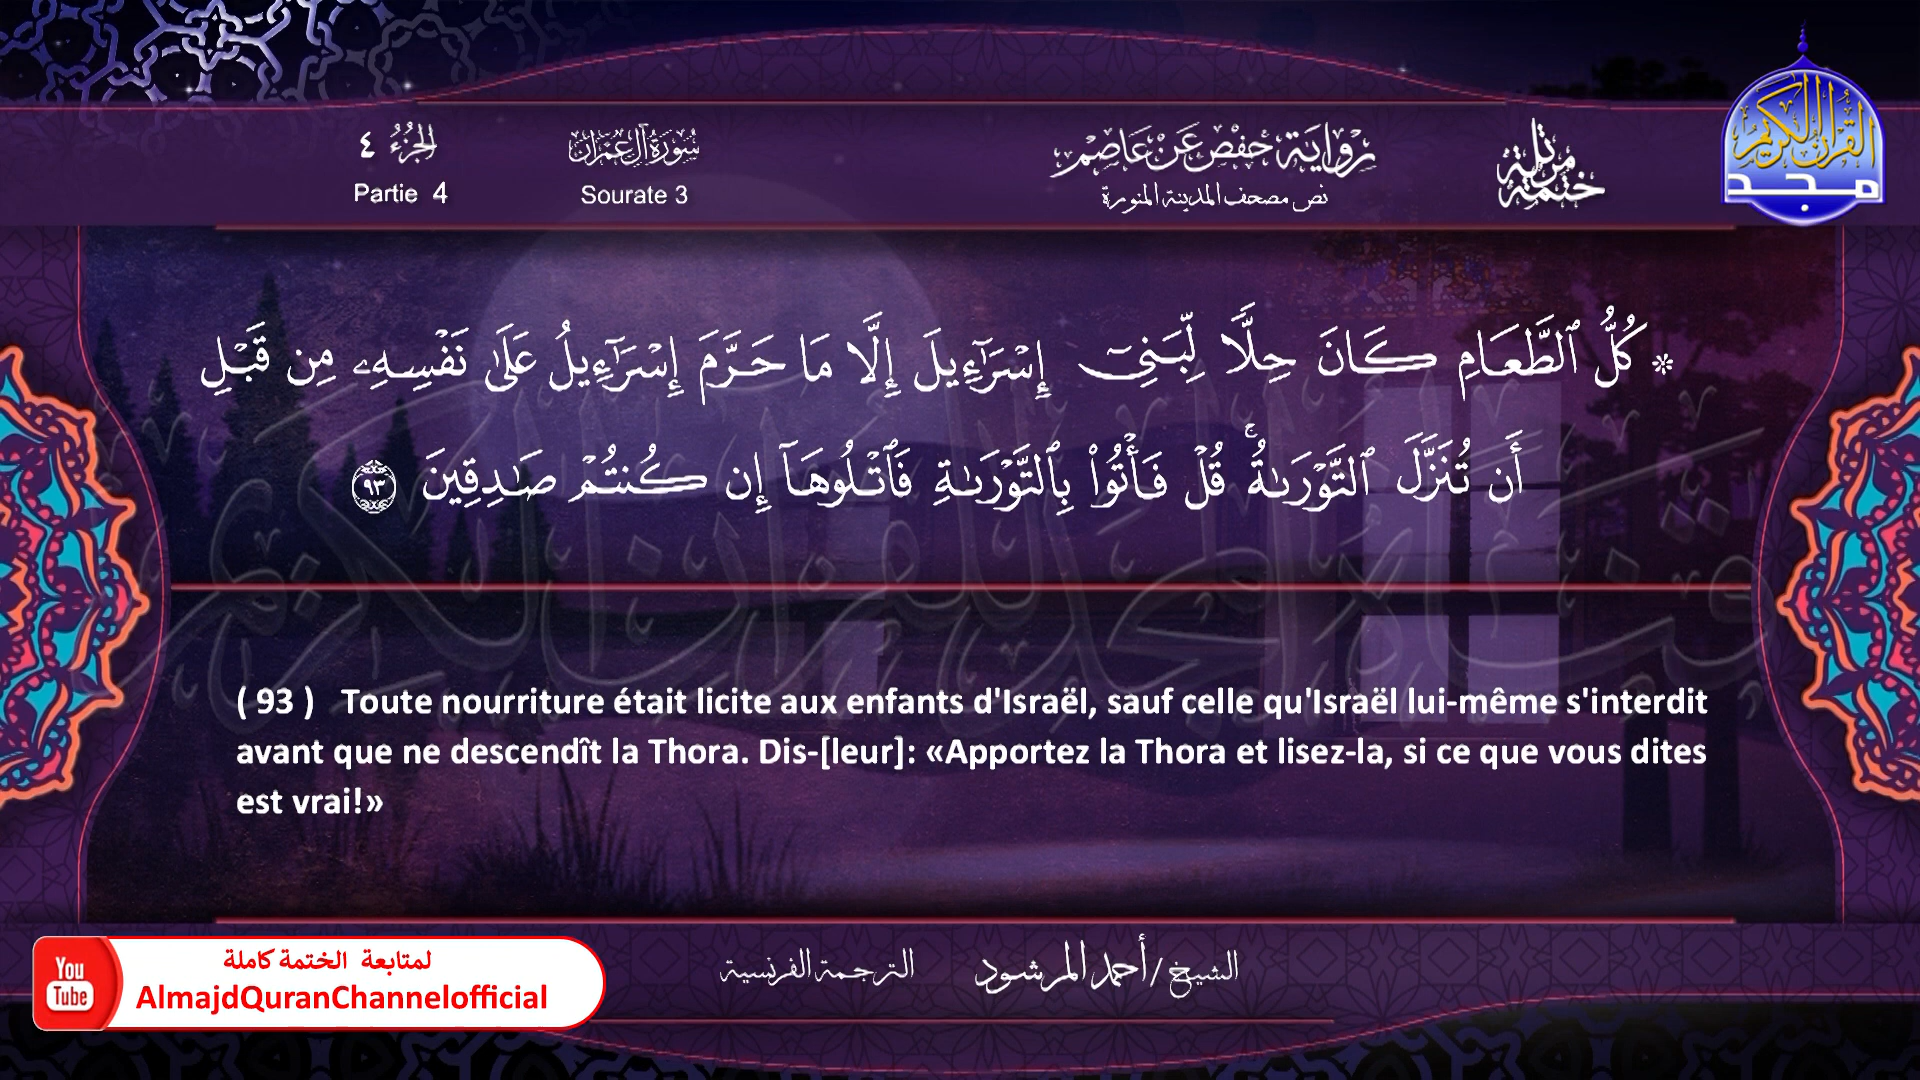 الجزء ٤
Partie 4
سورة آل عمران
Sourate 3
رواية حفص عن عاصم
نص مصحف المدينة المنورة
ختمة مرتلة
القرآن الكريم
مجد
۞ كُلُّ ٱلطَّعَامِ كَانَ حِلّٗا لِّبَنِيٓ إِسۡرَٰٓءِيلَ إِلَّا مَا حَرَّمَ إِسۡرَٰٓءِيلُ عَلَىٰ نَفۡسِهِۦ مِن قَبۡلِ
أَن تُنَزَّلَ ٱلتَّوۡرَىٰةُۚ قُلۡ فَأۡتُواْ بِٱلتَّوۡرَىٰةِ فَٱتۡلُوهَآ إِن كُنتُمۡ صَٰدِقِينَ ٩٣
قناة المجد للقرآن الكريم
( 93 ) Toute nourriture était licite aux enfants d'Israël, sauf celle qu'Israël lui-même s'interdit
avant que ne descendît la Thora. Dis-[leur]: «Apportez la Thora et lisez-la, si ce que vous dites
est vrai!»
الشيخ / أحمد المرشود
الترجمة الفرنسية
You
Tube
لمتابعة الختمة كاملة
AlmajdQuranChannelofficial